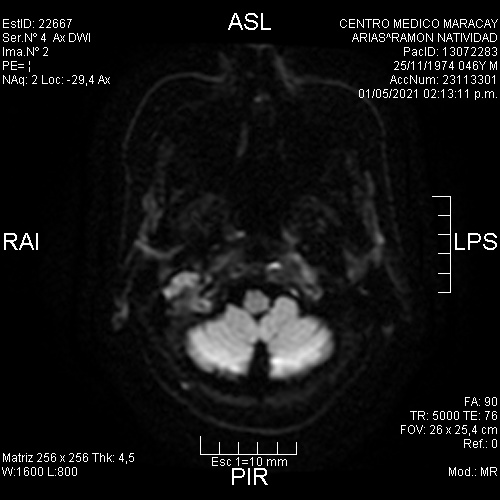 EstID: 22667
Ser.Nº 4  Ax DWI
Ima.Nº 2
PE= ¦
NAq: 2 Loc: -29,4 Ax
ASL
CENTRO MEDICO MARACAY
ARIAS^RAMON NATIVIDAD
PacID: 13072283
25/11/1974 046Y M
AccNum: 23113301
01/05/2021 02:13:11 p.m.
RAI
LPS
Matriz 256 x 256 Thk: 4,5
W:1600 L:800
Esc 1=10 mm
PIR
FA: 90
TR: 5000 TE: 76
FOV: 26 x 25,4 cm
Ref.: 0
Mod.: MR